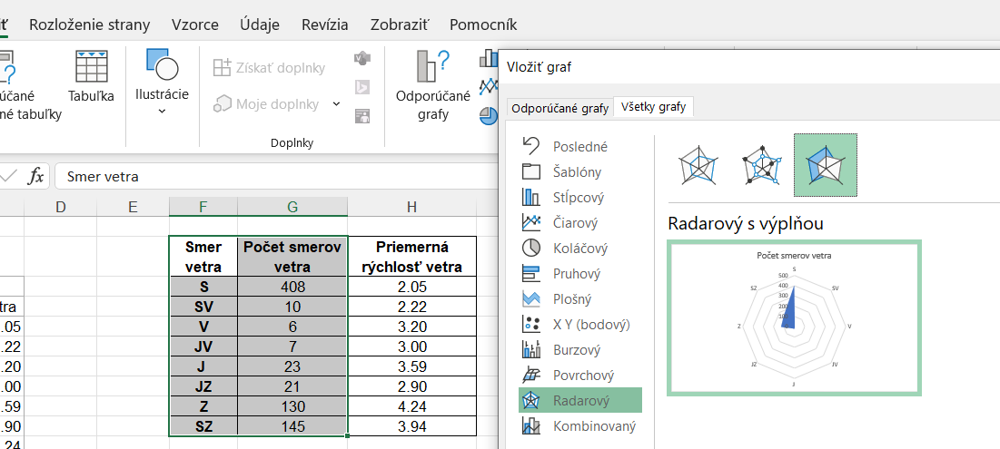 iť Rozloženie strany Vzorce Údaje Revízia Zobraziť Pomocník
Získať doplnky
Moje doplnky
Doplnky
účané
né tabuľky
Tabuľka
Ilustrácie
Odporúčané
grafy
Vložiť graf
Odporúčané grafy Všetky grafy
fx Smer vetra
D E F G H
Smer vetra Počet smerov vetra Priemerná rýchlosť vetra
S 408 2.05
SV 10 2.22
V 6 3.20
JV 7 3.00
J 23 3.59
JZ 21 2.90
Z 130 4.24
SZ 145 3.94
tra
.05
.22
.20
.00
.59
.90
.24
Posledné
Šablóny
Stĺpcový
Čiarový
Koláčový
Pruhový
Plošný
X Y (bodový)
Burzový
Povrchový
Radarový
Kombinovaný
Radarový s výplňou
Počet smerov vetra
S
500
400
300
200
100
SZ SV
Z V
JZ JV
J